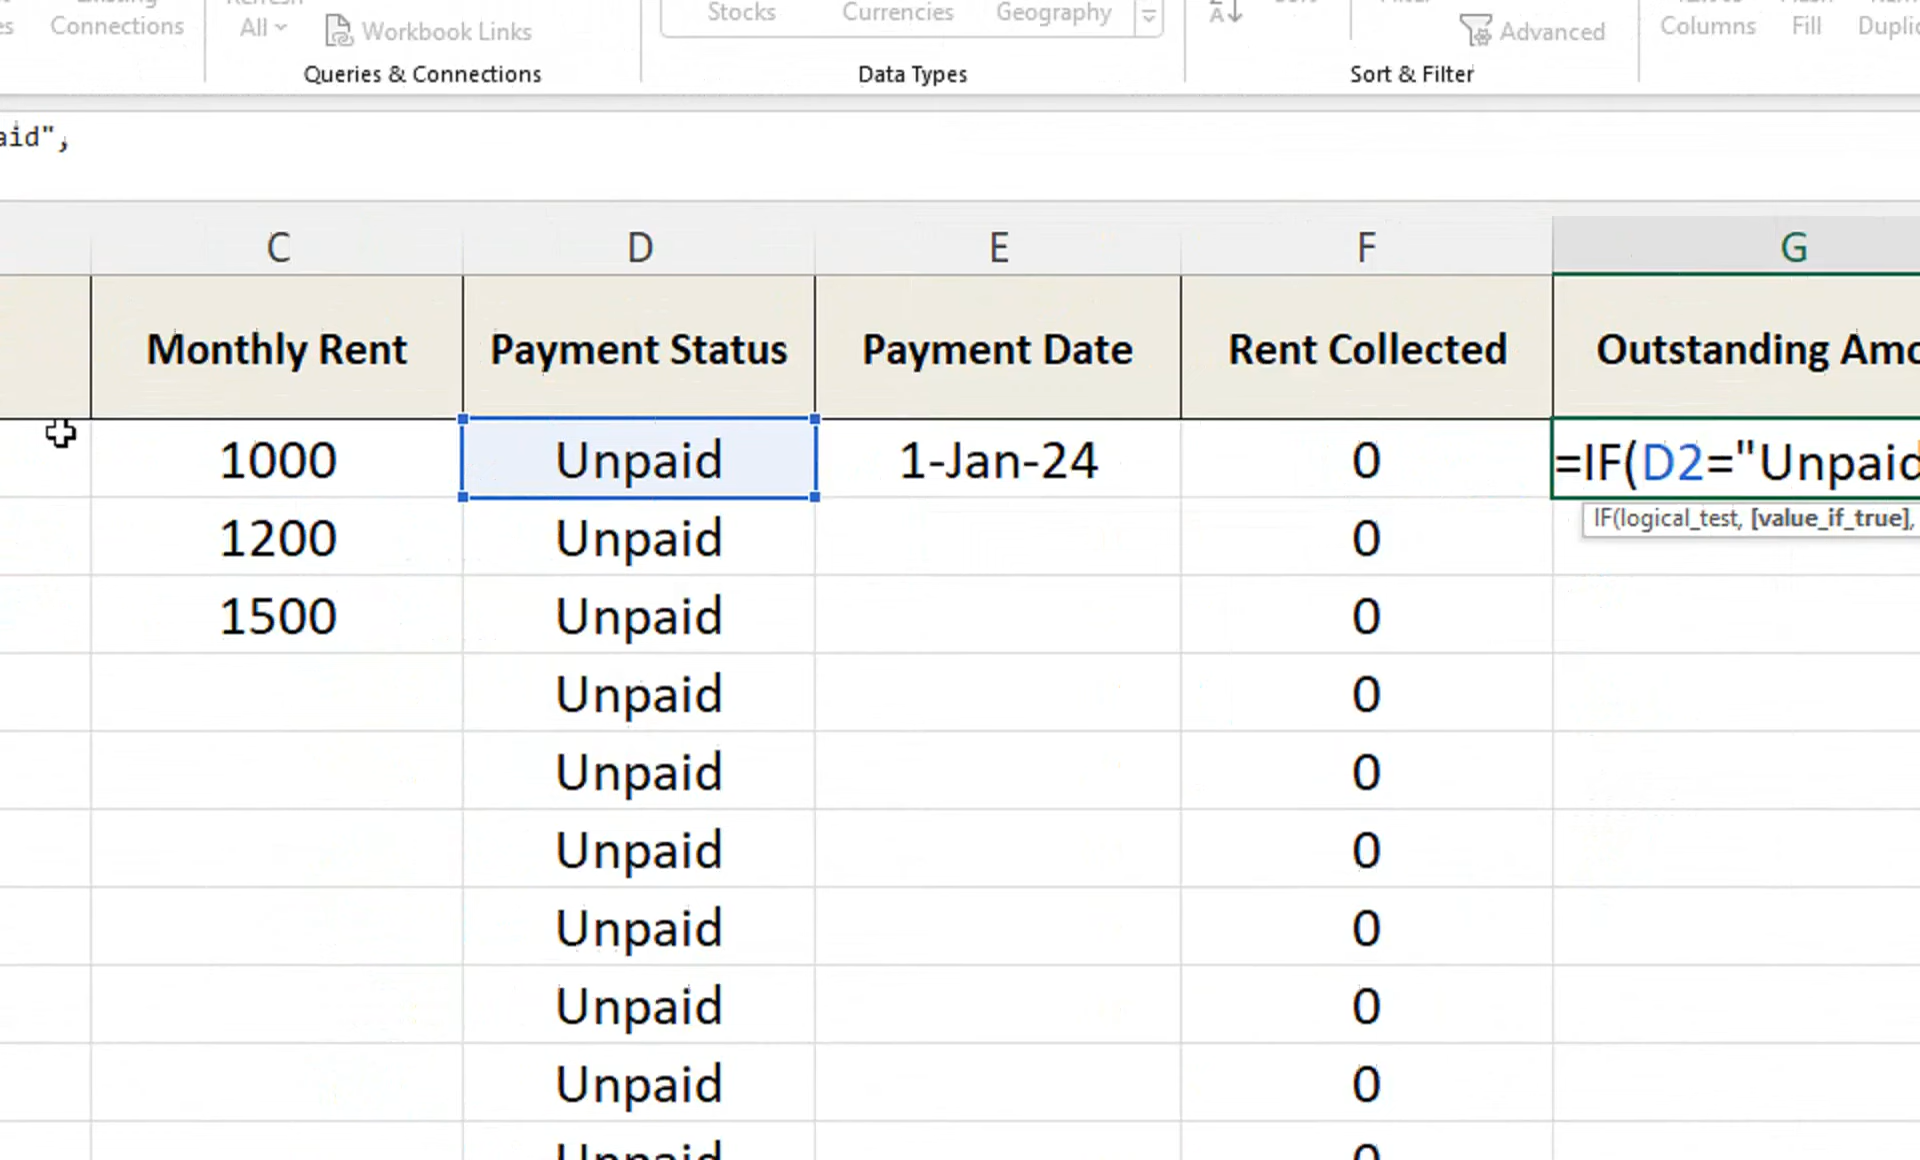 Connections
All
Workbook Links
Stocks
Currencies
Geography
Advanced
Columns
Fill
Queries & Connections
Data Types
Sort & Filter
aid",
C
D
E
F
G
Monthly Rent
Payment Status
Payment Date
Rent Collected
Outstanding Amo
1000
Unpaid
1-Jan-24
0
=IF(D2="Unpaid
IF(logical_test, [value_if_true],
1200
Unpaid
0
1500
Unpaid
0
Unpaid
0
Unpaid
0
Unpaid
0
Unpaid
0
Unpaid
0
Unpaid
0
Unpaid
0